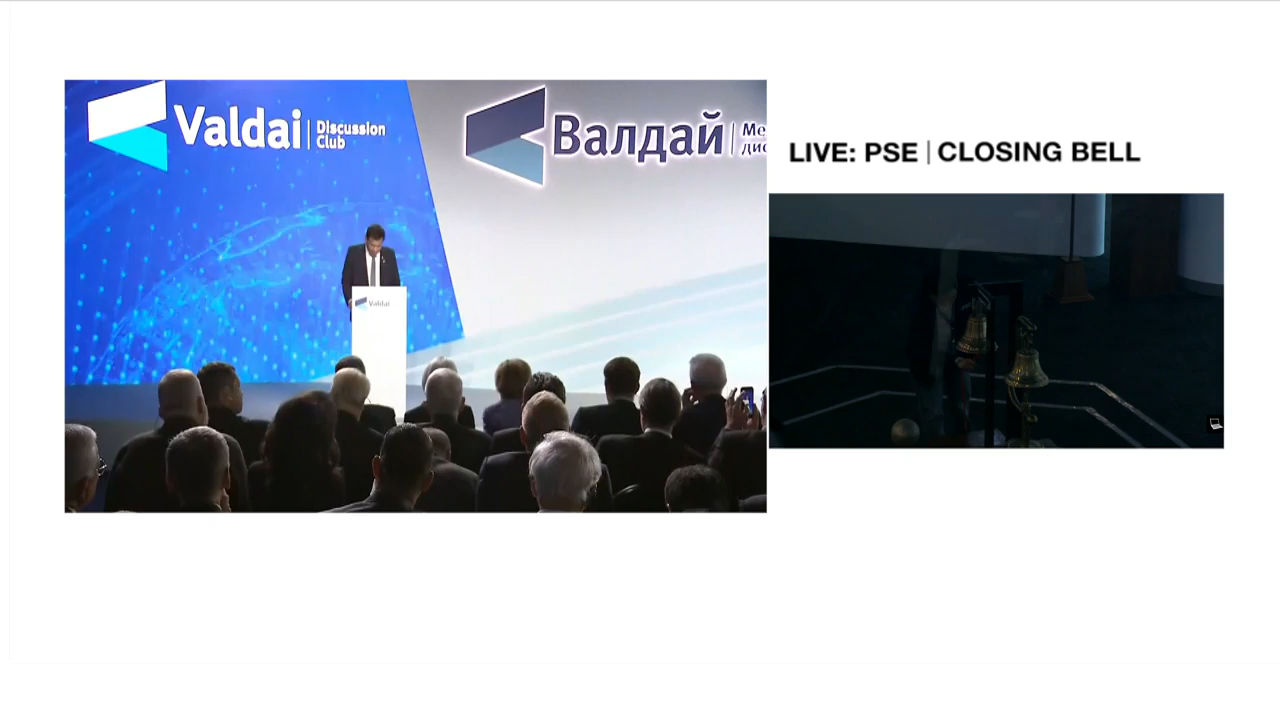 Valdai
Discussion
Club
Валдай
LIVE: PSE | CLOSING BELL
Valdai